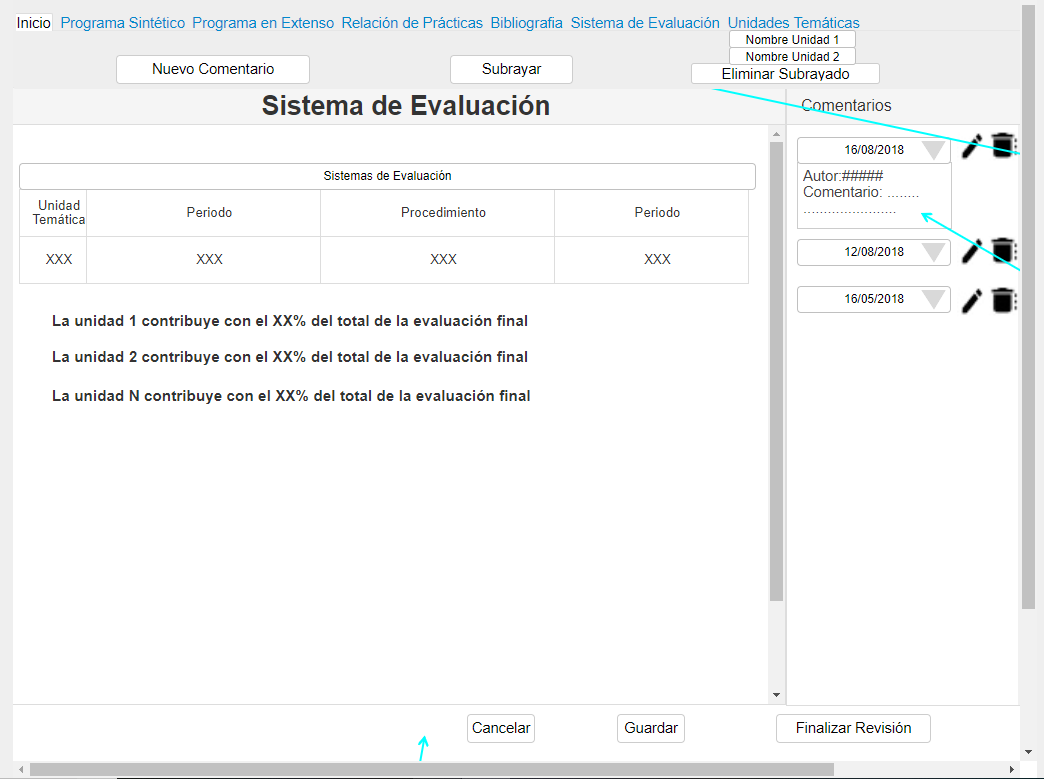 Inicio Programa Sintético Programa en Extenso Relación de Prácticas Bibliografia Sistema de Evaluación Unidades Temáticas
Nombre Unidad 1
Nombre Unidad 2
Nuevo Comentario Subrayar Eliminar Subrayado
Sistema de Evaluación
Comentarios
Sistemas de Evaluación
Unidad Temática Periodo Procedimiento Periodo
XXX XXX XXX XXX
La unidad 1 contribuye con el XX% del total de la evaluación final
La unidad 2 contribuye con el XX% del total de la evaluación final
La unidad N contribuye con el XX% del total de la evaluación final
16/08/2018
Autor:#####
Comentario: ........
.......................
12/08/2018
16/05/2018
Cancelar Guardar Finalizar Revisión